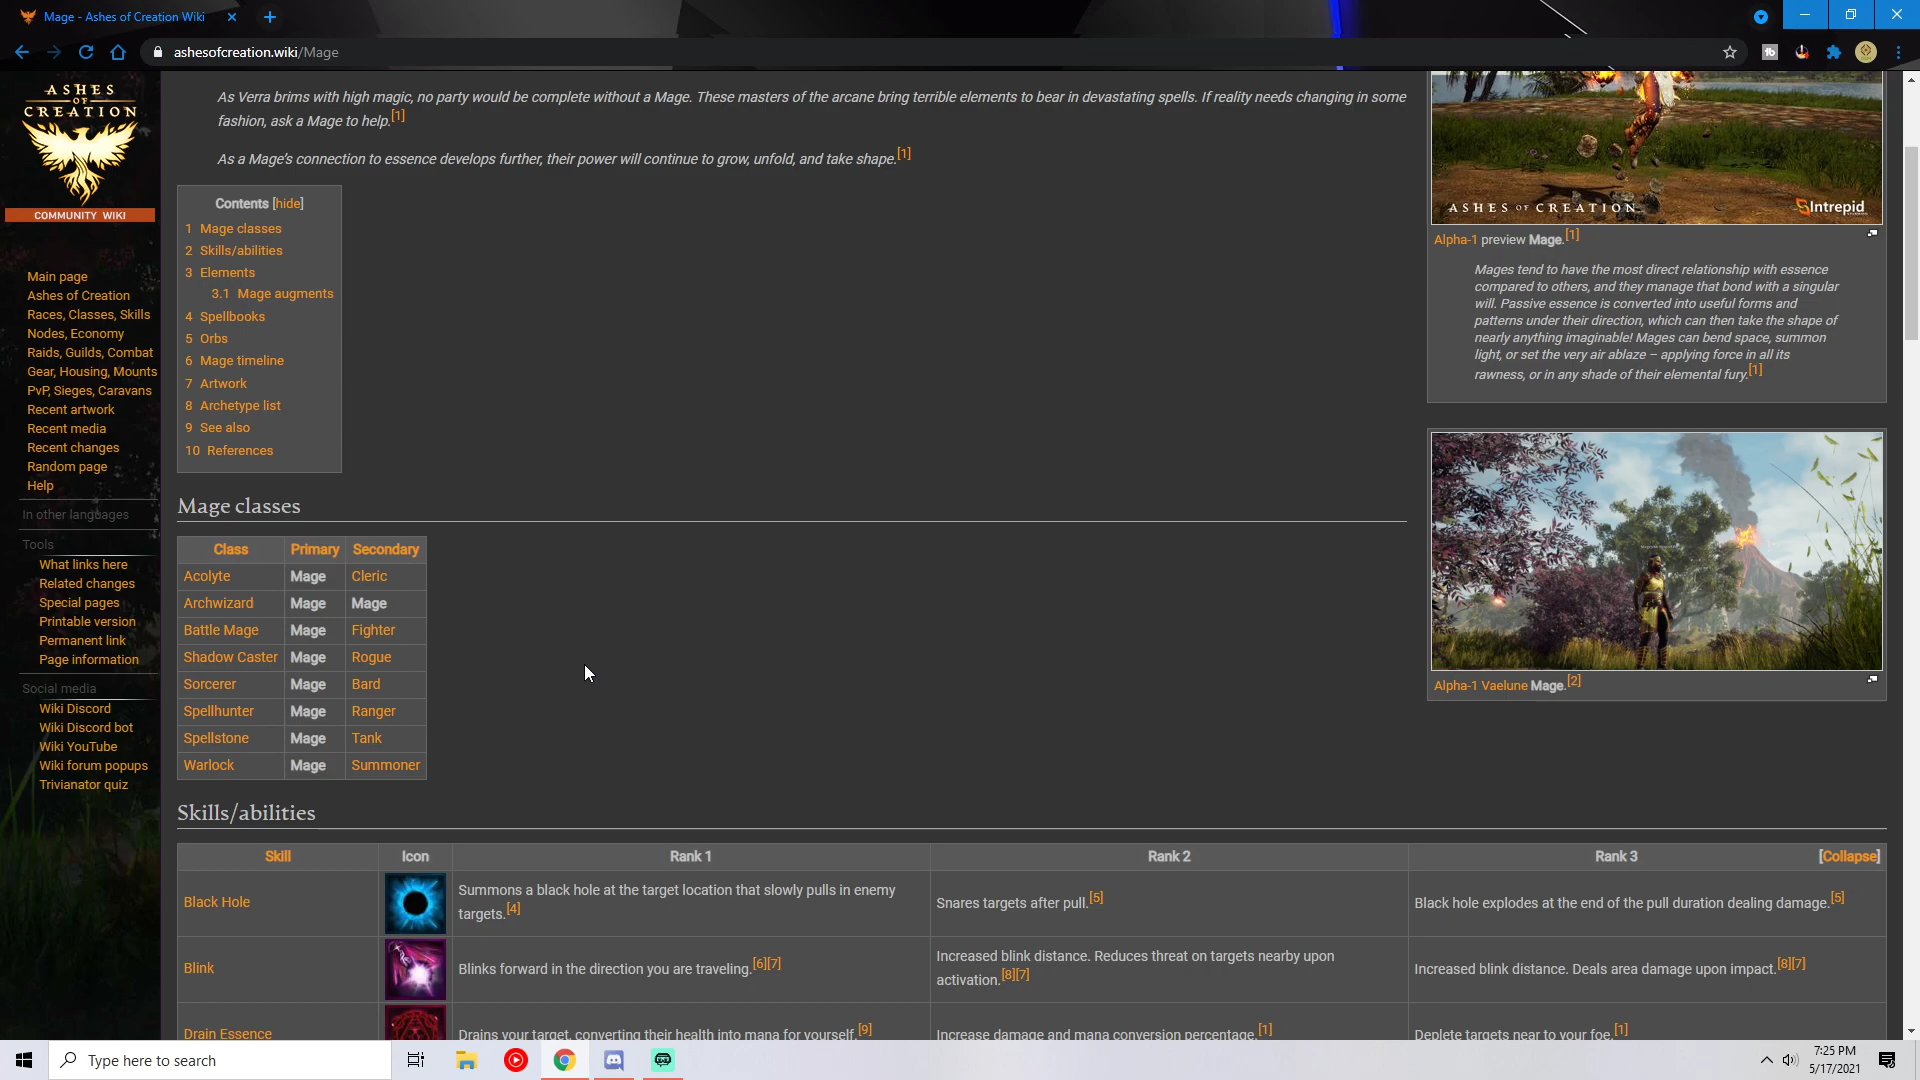 Mage - Ashes of Creation Wiki
ashesofcreation.wiki/Mage
ASHES
OF
CREATION
COMMUNITY WIKI
Main page
Ashes of Creation
Races, Classes, Skills
Nodes, Economy
Raids, Guilds, Combat
Gear, Housing, Mounts
PvP, Sieges, Caravans
Recent artwork
Recent media
Recent changes
Random page
Help
In other languages
Tools
What links here
Related changes
Special pages
Printable version
Permanent link
Page information
Social media
Wiki Discord
Wiki Discord bot
Wiki YouTube
Wiki forum popups
Trivianator quiz
As Verra brims with high magic, no party would be complete without a Mage. These masters of the arcane bring terrible elements to bear in devastating spells. If reality needs changing in some
fashion, ask a Mage to help.[1]
As a Mage's connection to essence develops further, their power will continue to grow, unfold, and take shape.[1]
Contents [hide]
1 Mage classes
2 Skills/abilities
3 Elements
3.1 Mage augments
4 Spellbooks
5 Orbs
6 Mage timeline
7 Artwork
8 Archetype list
9 See also
10 References
ASHES OF CREATION
Intrepid
Alpha-1 preview Mage.[1]
Mages tend to have the most direct relationship with essence
compared to others, and they manage that bond with a singular
will. Passive essence is converted into useful forms and
patterns under their direction, which can then take the shape of
nearly anything imaginable! Mages can bend space, summon
light, or set the very air ablaze – applying force in all its
rawness, or in any shade of their elemental fury.[1]
Alpha-1 Vaelune Mage.[2]
Mage classes
Class Primary Secondary
Acolyte Mage Cleric
Archwizard Mage Mage
Battle Mage Mage Fighter
Shadow Caster Mage Rogue
Sorcerer Mage Bard
Spellhunter Mage Ranger
Spellstone Mage Tank
Warlock Mage Summoner
Skills/abilities
Skill Icon Rank 1 Rank 2 Rank 3 [Collapse]
Black Hole Summons a black hole at the target location that slowly pulls in enemy
targets.[4] Snares targets after pull.[5] Black hole explodes at the end of the pull duration dealing damage.[5]
Blink Blinks forward in the direction you are traveling.[6][7] Increased blink distance. Reduces threat on targets nearby upon
activation.[8][7] Increased blink distance. Deals area damage upon impact.[8][7]
Drain Essence Drains your target, converting their health into mana for yourself.[9] Increase damage and mana conversion percentage.[1] Deplete targets near to your foe.[1]
Type here to search
7:25 PM
5/17/2021